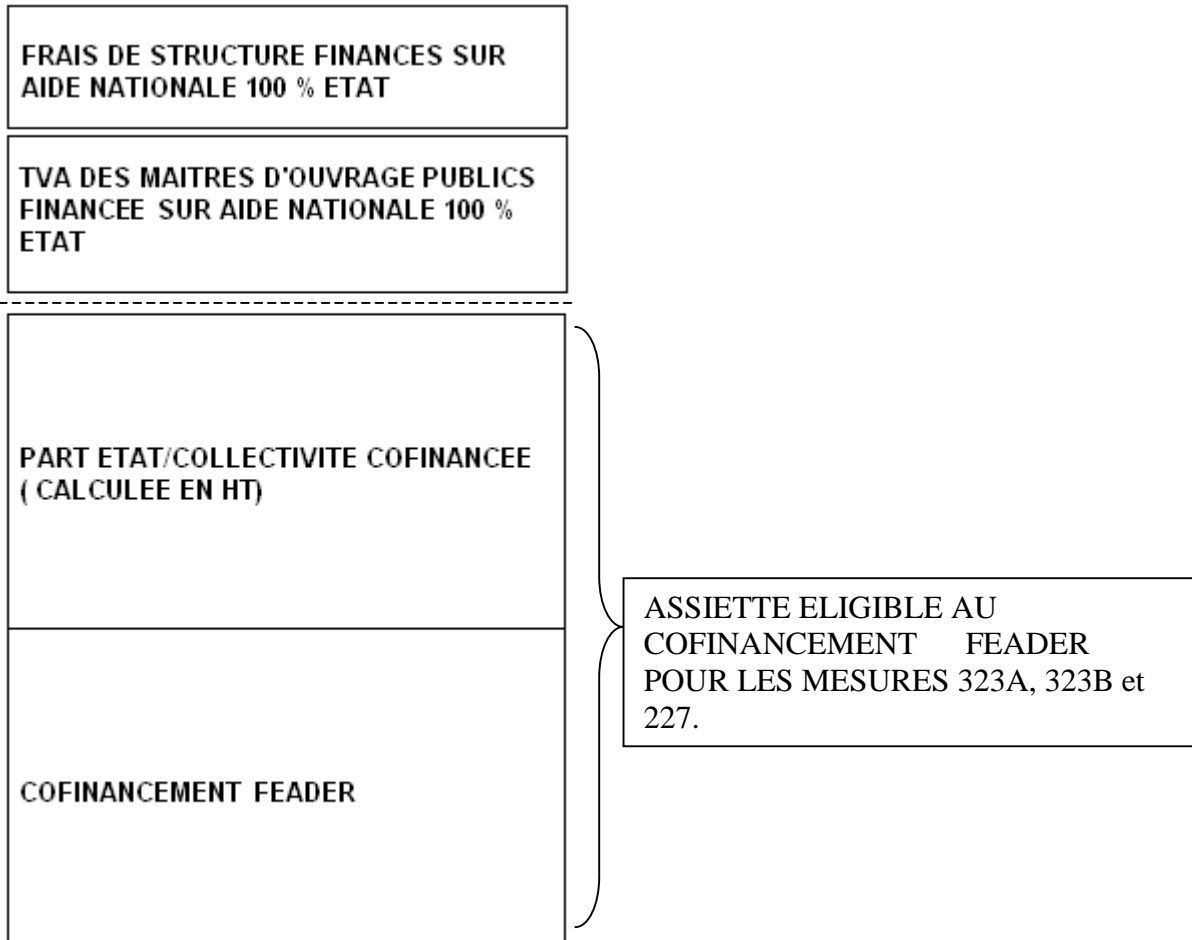 FRAIS DE STRUCTURE FINANCES SUR
AIDE NATIONALE 100 % ETAT
TVA DES MAITRES D'OUVRAGE PUBLICS
FINANCEE SUR AIDE NATIONALE 100 %
ETAT
PART ETAT/COLLECTIVITE COFINANCEE
( CALCULEE EN HT)
ASSIETTE ELIGIBLE AU
COFINANCEMENT FEADER
POUR LES MESURES 323A, 323B et
227.
COFINANCEMENT FEADER